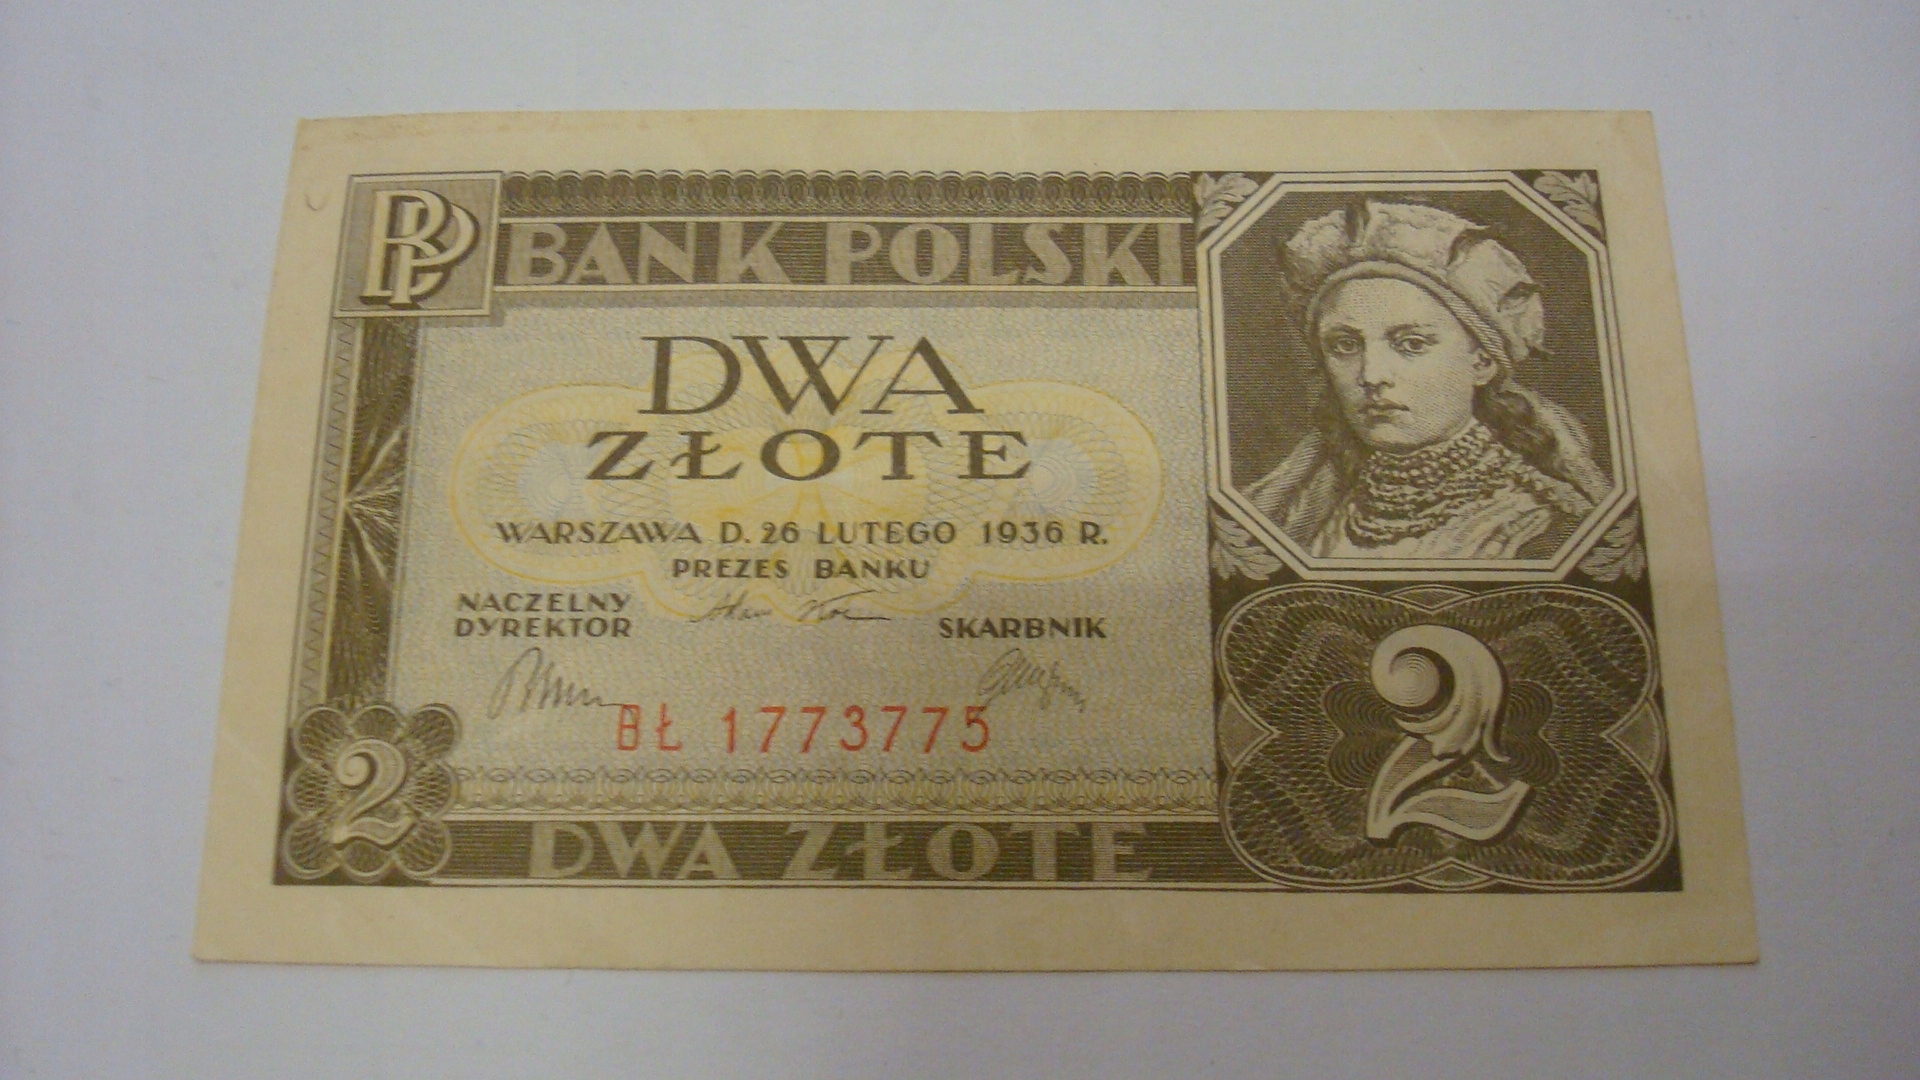 BP
BANK POLSKI
DWA
ZŁOTE
WARSZAWA D. 26 LUTEGO 1936 R.
PREZES BANKU
NACZELNY
DYREKTOR
SKARBNIK
BŁ 1773775
2
2
DWA ZŁOTE